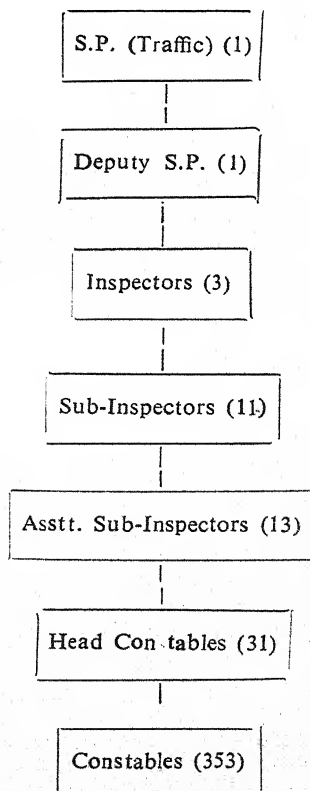 S.P. (Traffic) (1)
Deputy S.P. (1)
Inspectors (3)
Sub-Inspectors (11)
Asstt. Sub-Inspectors (13)
Head Con tables (31)
Constables (353)